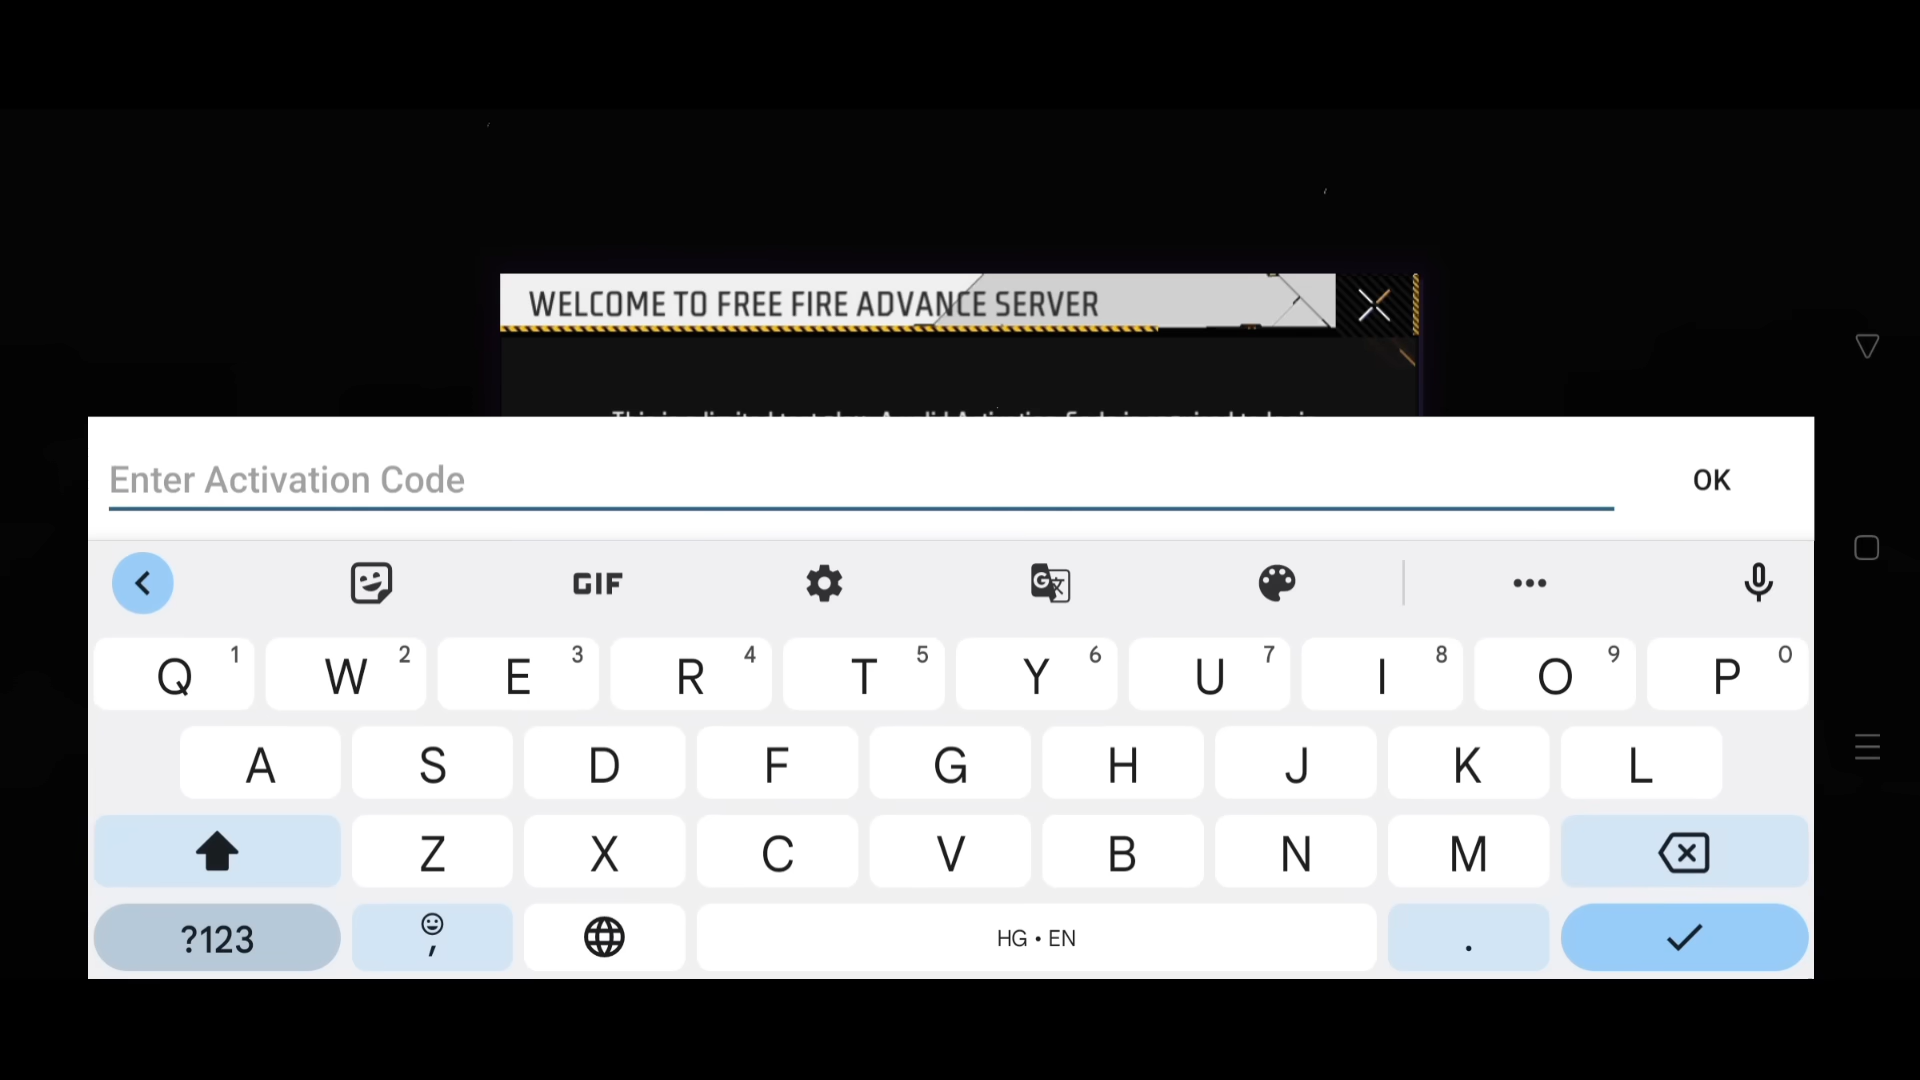 WELCOME TO FREE FIRE ADVANCE SERVER
Enter Activation Code
OK
GIF
Q 1 W 2 E 3 R 4 T 5 Y 6 U 7 I 8 O 9 P 0
A S D F G H J K L
Z X C V B N M
?123 , HG • EN .